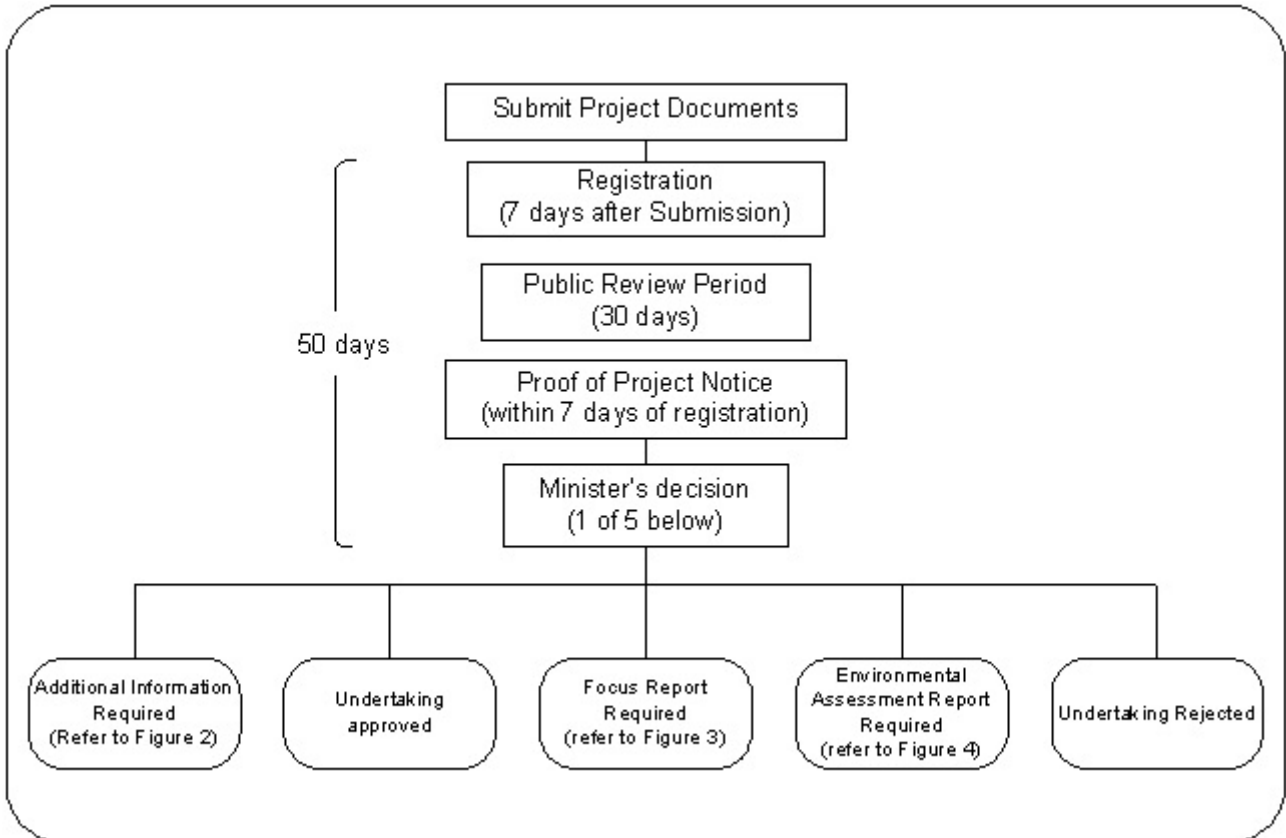 Submit Project Documents
Registration
(7 days after Submission)
Public Review Period
(30 days)
50 days
Proof of Project Notice
(within 7 days of registration)
Minister's decision
(1 of 5 below)
Additional Information
Required
(Refer to Figure 2)
Undertaking
approved
Focus Report
Required
(refer to Figure 3)
Environmental
Assessment Report
Required
(refer to Figure 4)
Undertaking Rejected